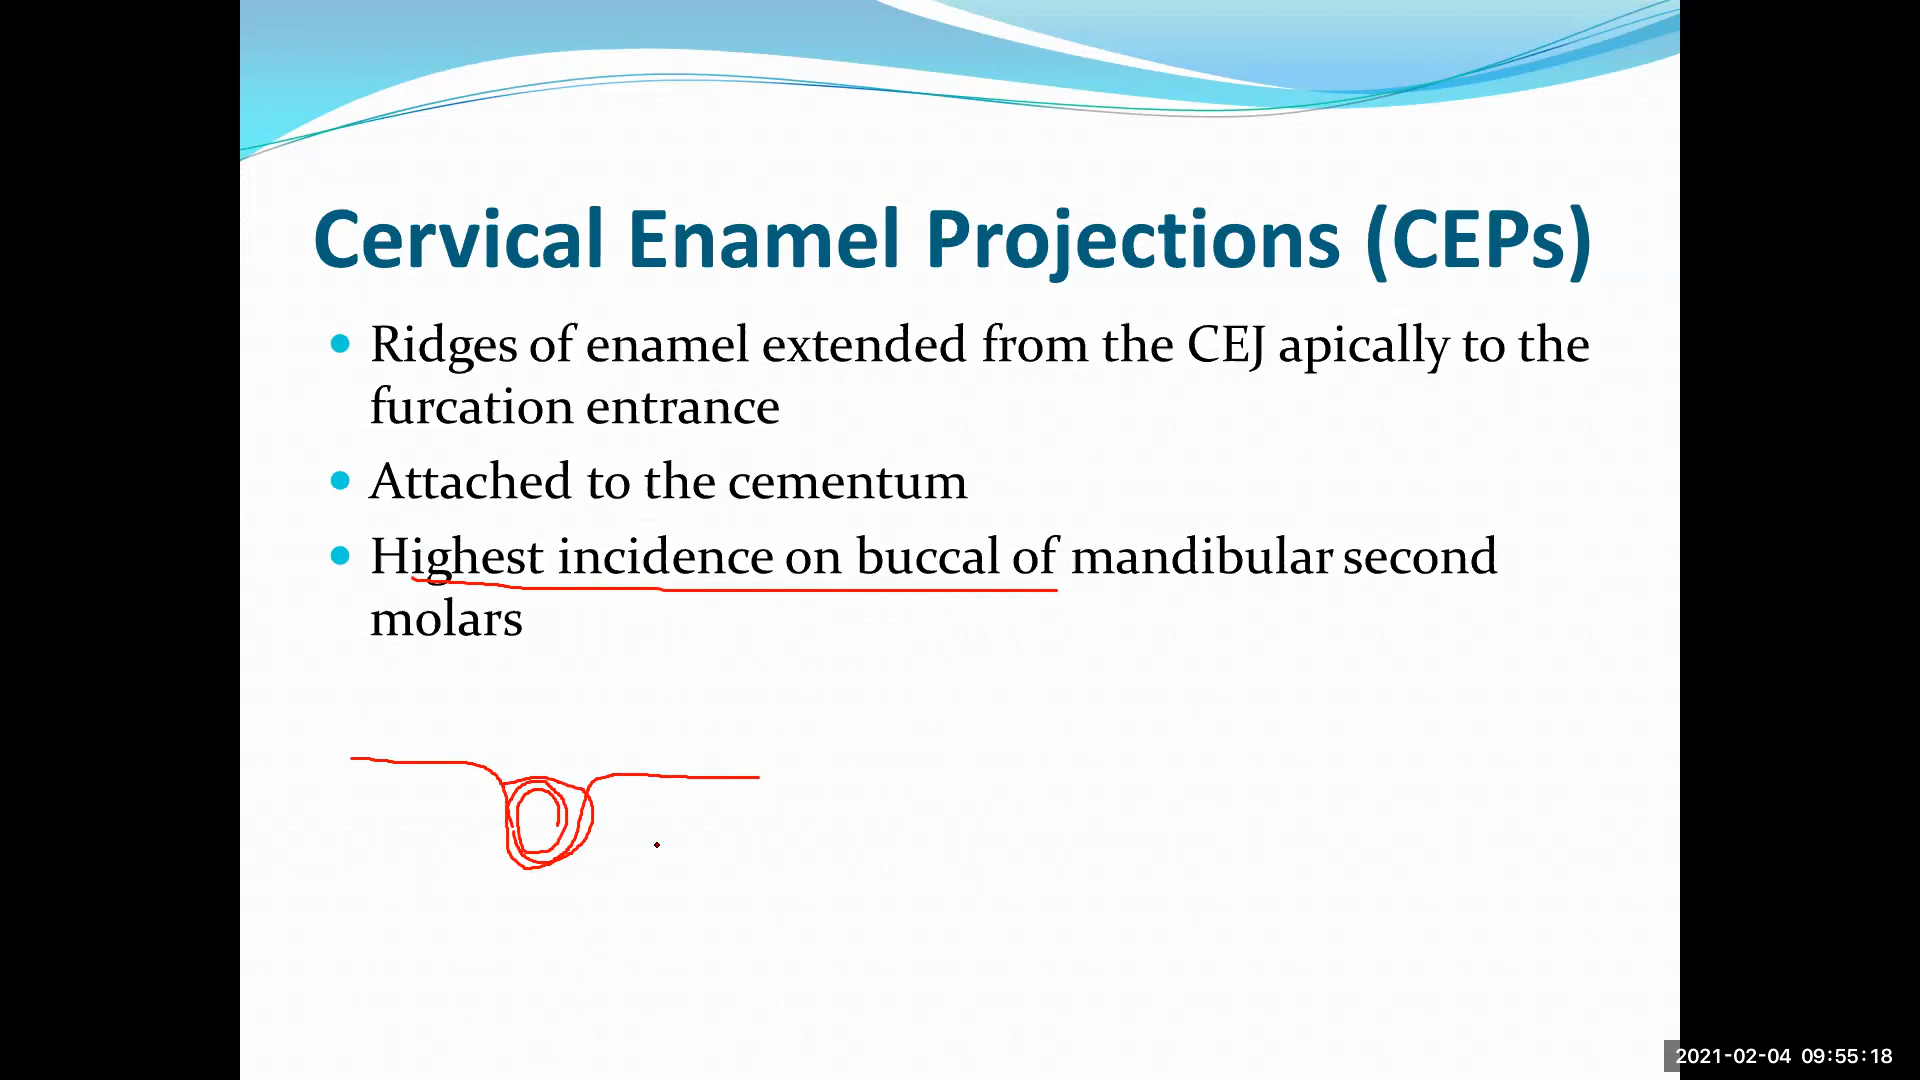 Cervical Enamel Projections (CEPs)
• Ridges of enamel extended from the CEJ apically to the
furcation entrance
• Attached to the cementum
• Highest incidence on buccal of mandibular second
molars
2021-02-04 09:55:18